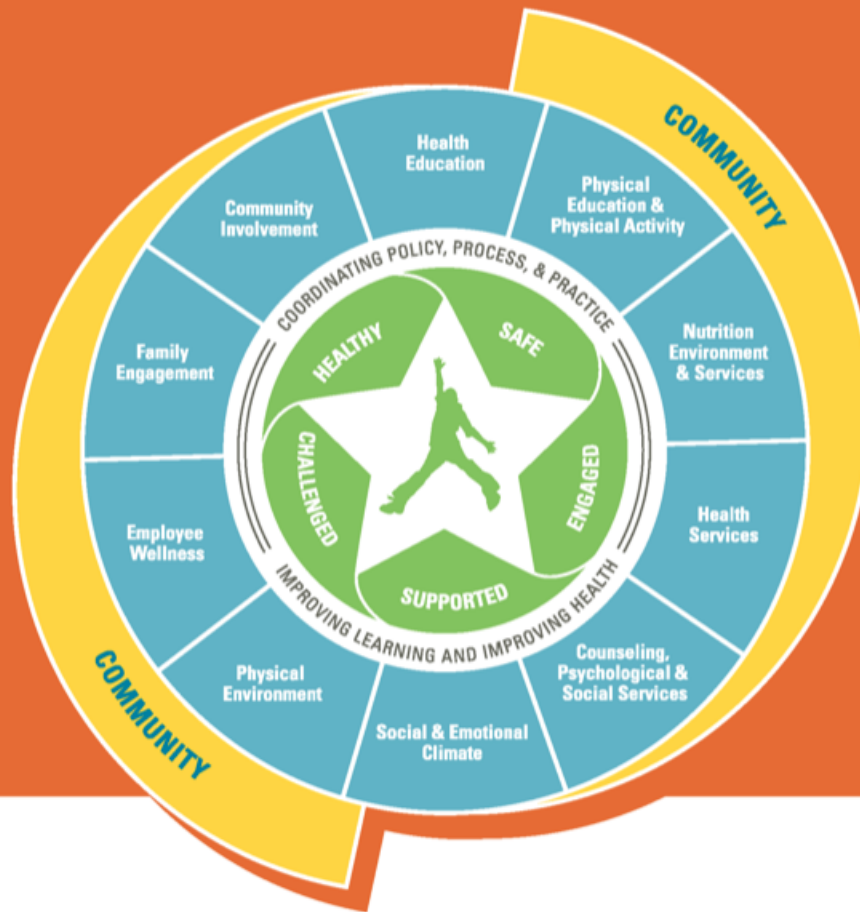 COMMUNITY
Health
Education
Physical
Education &
Physical Activity
Nutrition
Environment
& Services
Health
Services
Counseling,
Psychological &
Social Services
Social & Emotional
Climate
Physical
Environment
Employee
Wellness
Family
Engagement
Community
Involvement
COORDINATING POLICY, PROCESS, & PRACTICE
IMPROVING LEARNING AND IMPROVING HEALTH
HEALTHY
SAFE
ENGAGED
SUPPORTED
CHALLENGED
COMMUNITY